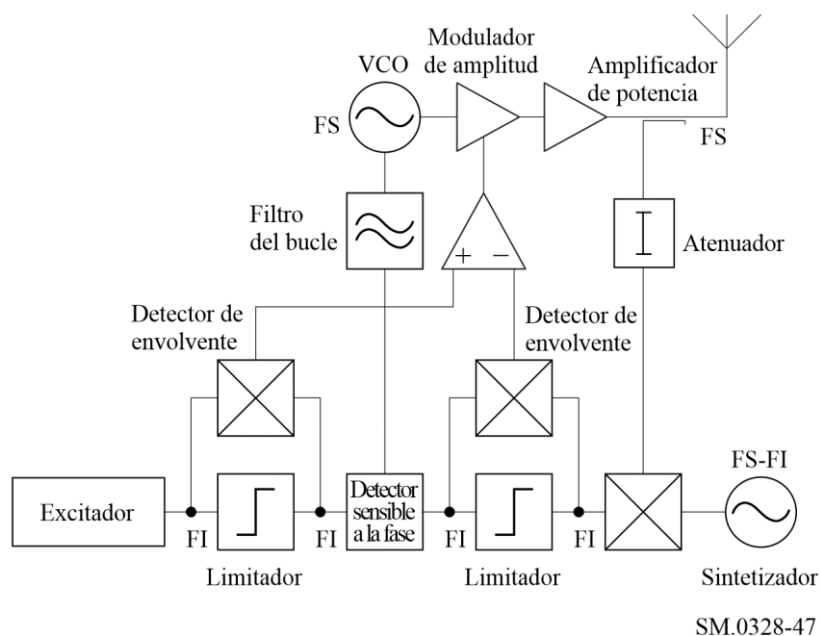 Modulador
de amplitud
VCO
Amplificador
de potencia
FS
FS
Filtro
del bucle
+
−
Atenuador
Detector de
envolvente
Detector de
envolvente
FS-FI
Excitador
Detector
sensible
a la fase
FI
FI
FI
FI
Limitador
Limitador
Sintetizador
SM.0328-47